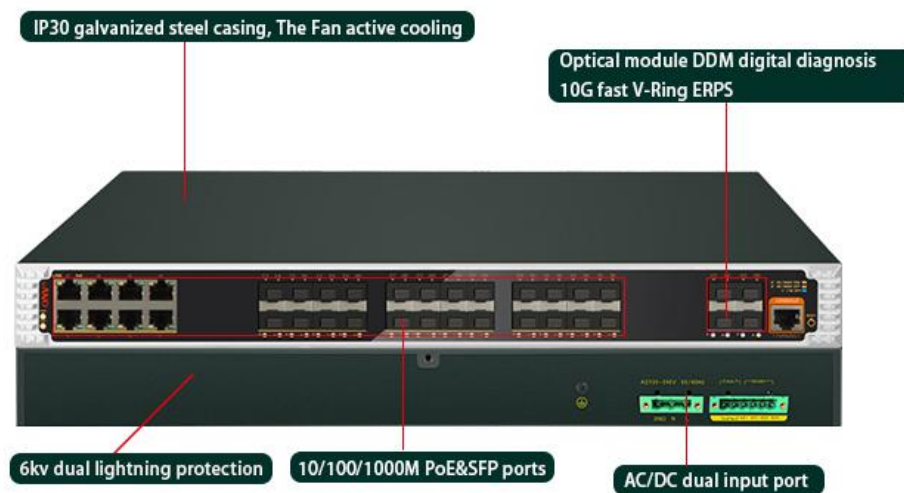 IP30 galvanized steel casing, The Fan active cooling
Optical module DDM digital diagnosis
10G fast V-Ring ERPS
6kv dual lightning protection
10/100/1000M PoE&SFP ports
AC/DC dual input port